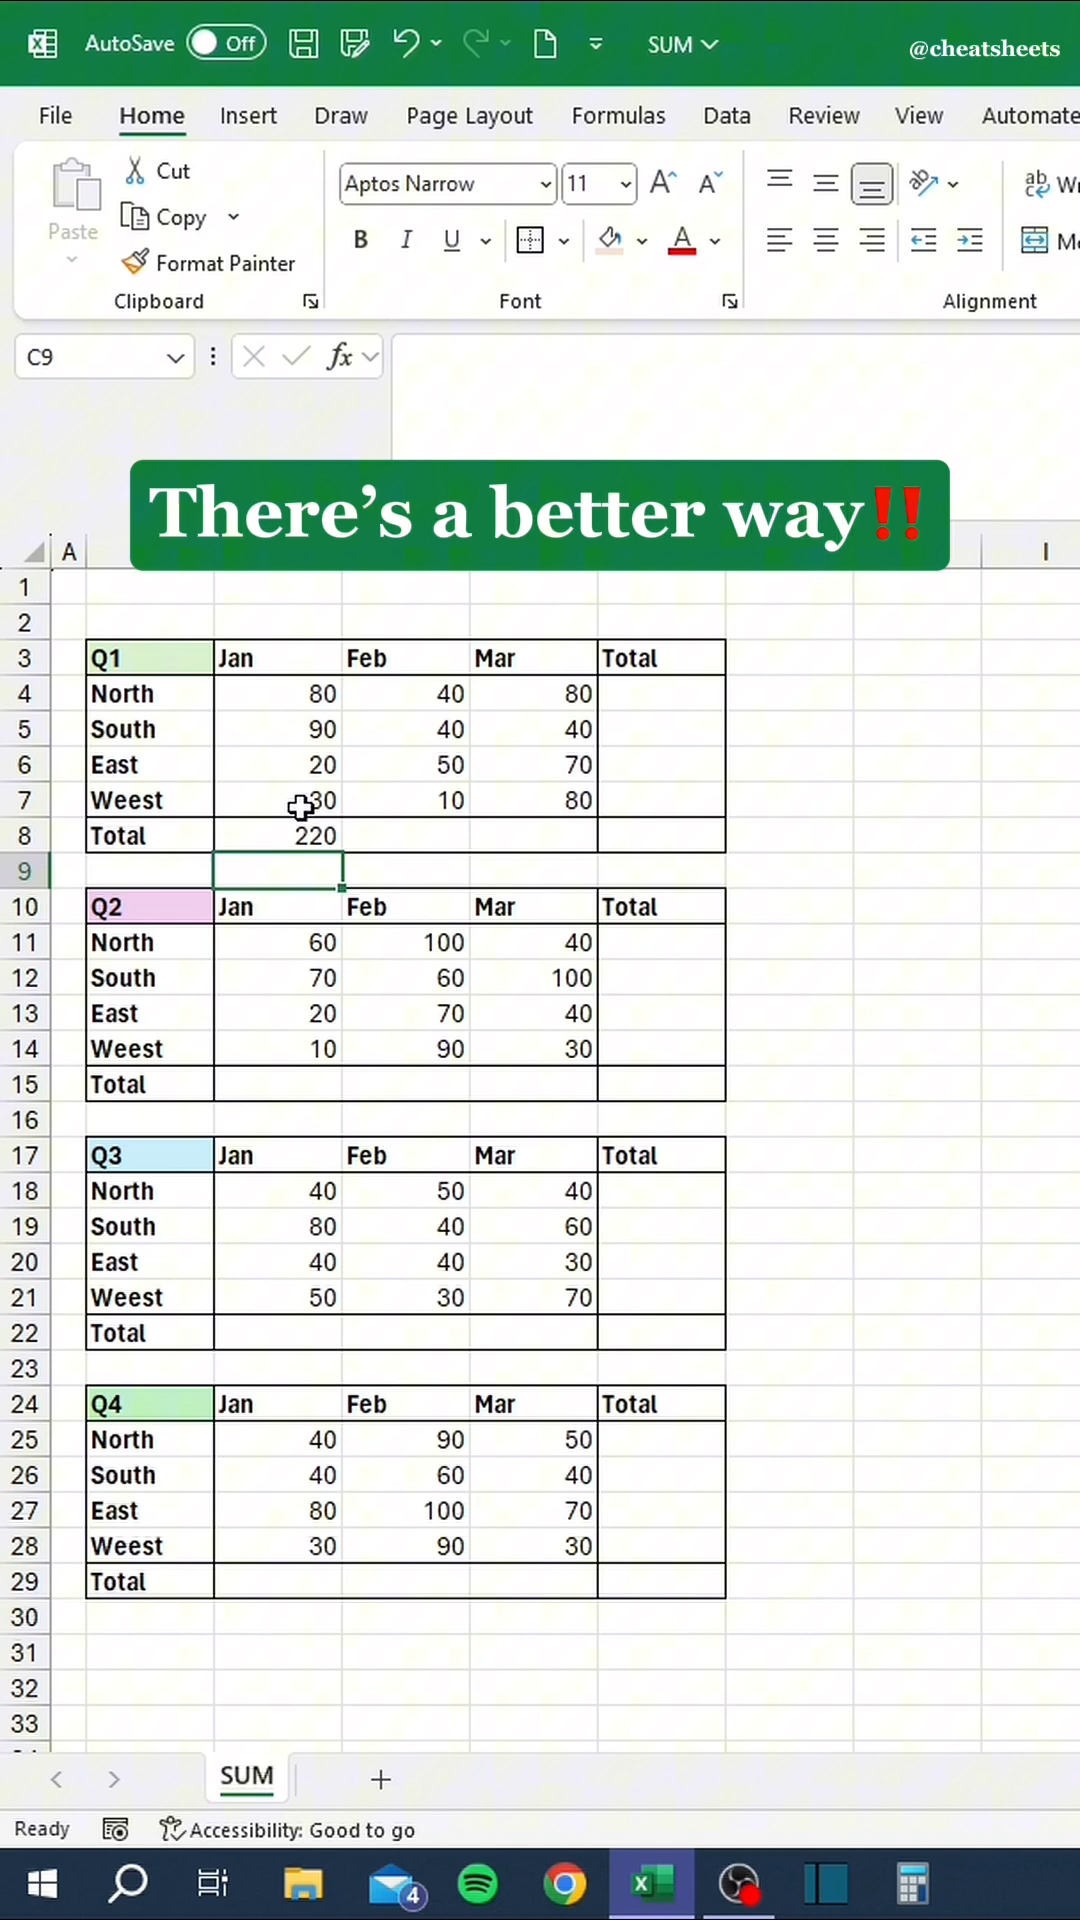 AutoSave Off SUM @cheatsheets
File Home Insert Draw Page Layout Formulas Data Review View Automate
Paste Cut Aptos Narrow 11 A A ab
Copy B I U A
Format Painter
Clipboard Font Alignment
C9 fx
There’s a better way‼
A I
1
2
3 Q1 Jan Feb Mar Total
4 North 80 40 80
5 South 90 40 40
6 East 20 50 70
7 Weest 30 10 80
8 Total 220
9
10 Q2 Jan Feb Mar Total
11 North 60 100 40
12 South 70 60 100
13 East 20 70 40
14 Weest 10 90 30
15 Total
16
17 Q3 Jan Feb Mar Total
18 North 40 50 40
19 South 80 40 60
20 East 40 40 30
21 Weest 50 30 70
22 Total
23
24 Q4 Jan Feb Mar Total
25 North 40 90 50
26 South 40 60 40
27 East 80 100 70
28 Weest 30 90 30
29 Total
30
31
32
33
SUM
Ready Accessibility: Good to go
4